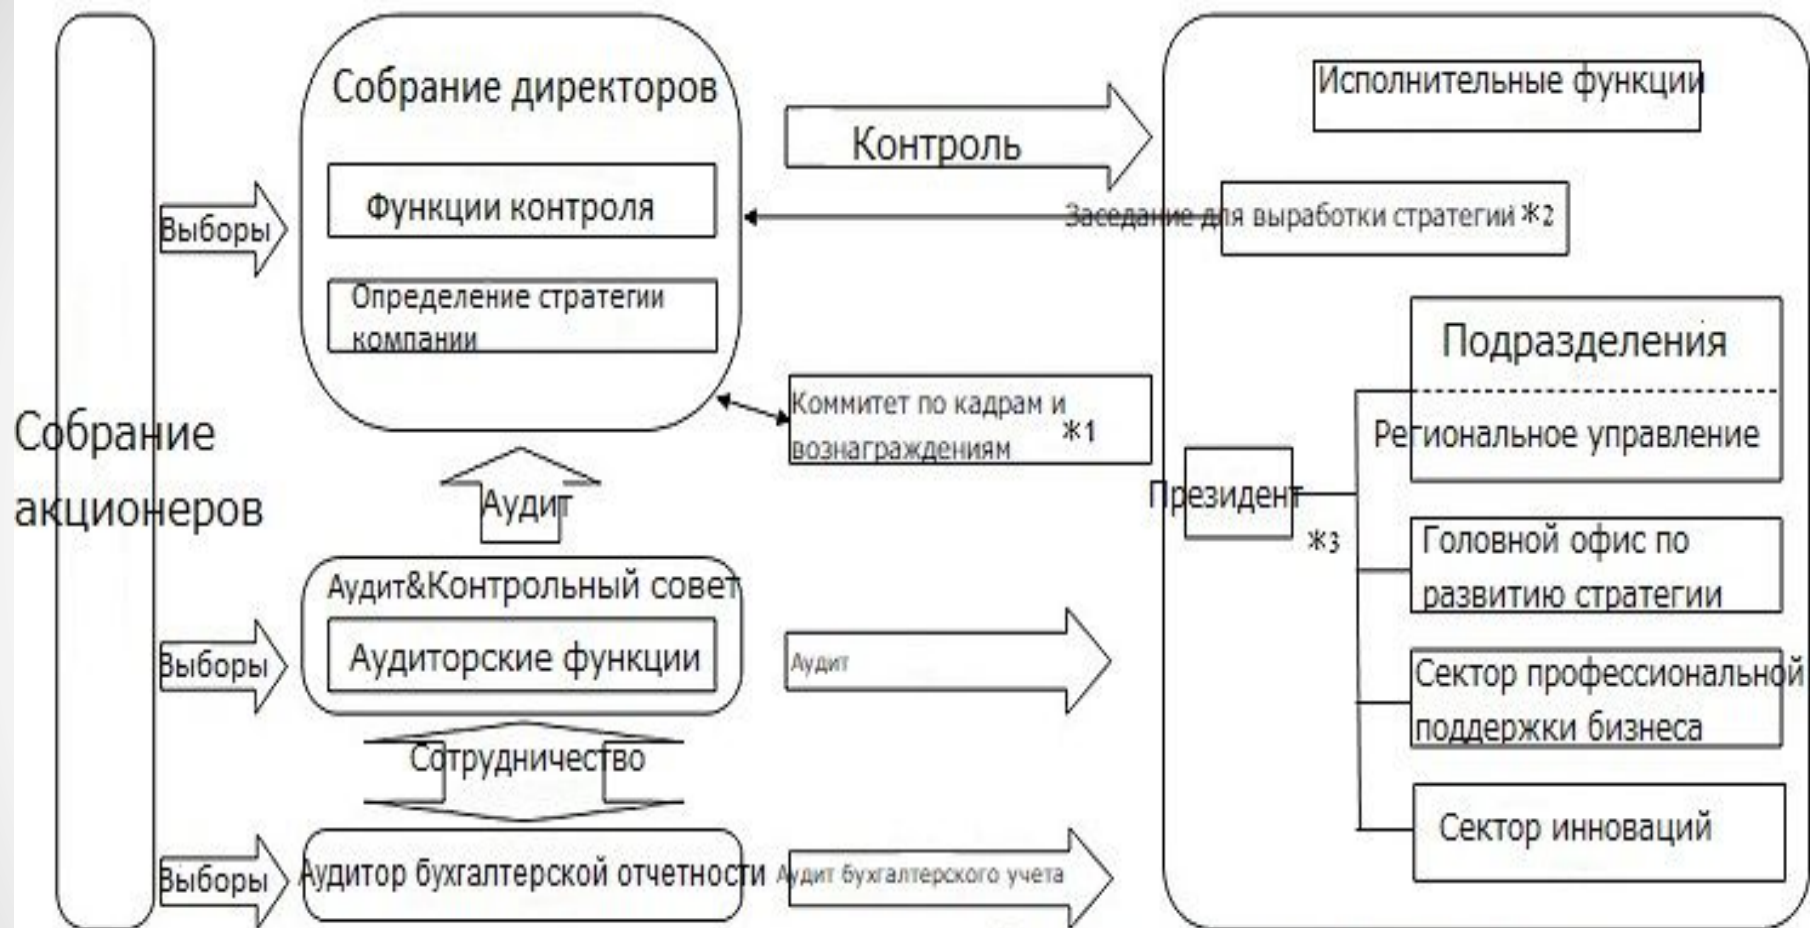 Собрание
акционеров
Выборы
Выборы
Выборы
Собрание директоров
Функции контроля
Определение стратегии
компании
Аудит
Аудит&Контрольный совет
Аудиторские функции
Сотрудничество
Аудитор бухгалтерской отчетности
Контроль
Коммитет по кадрам и
вознаграждениям ＊1
Аудит
Аудит бухгалтерского учета
Исполнительные функции
Заседание для выработки стратегий ＊2
Президент
＊3
Подразделения
Региональное управление
Головной офис по
развитию стратегии
Сектор профессиональной
поддержки бизнеса
Сектор инноваций